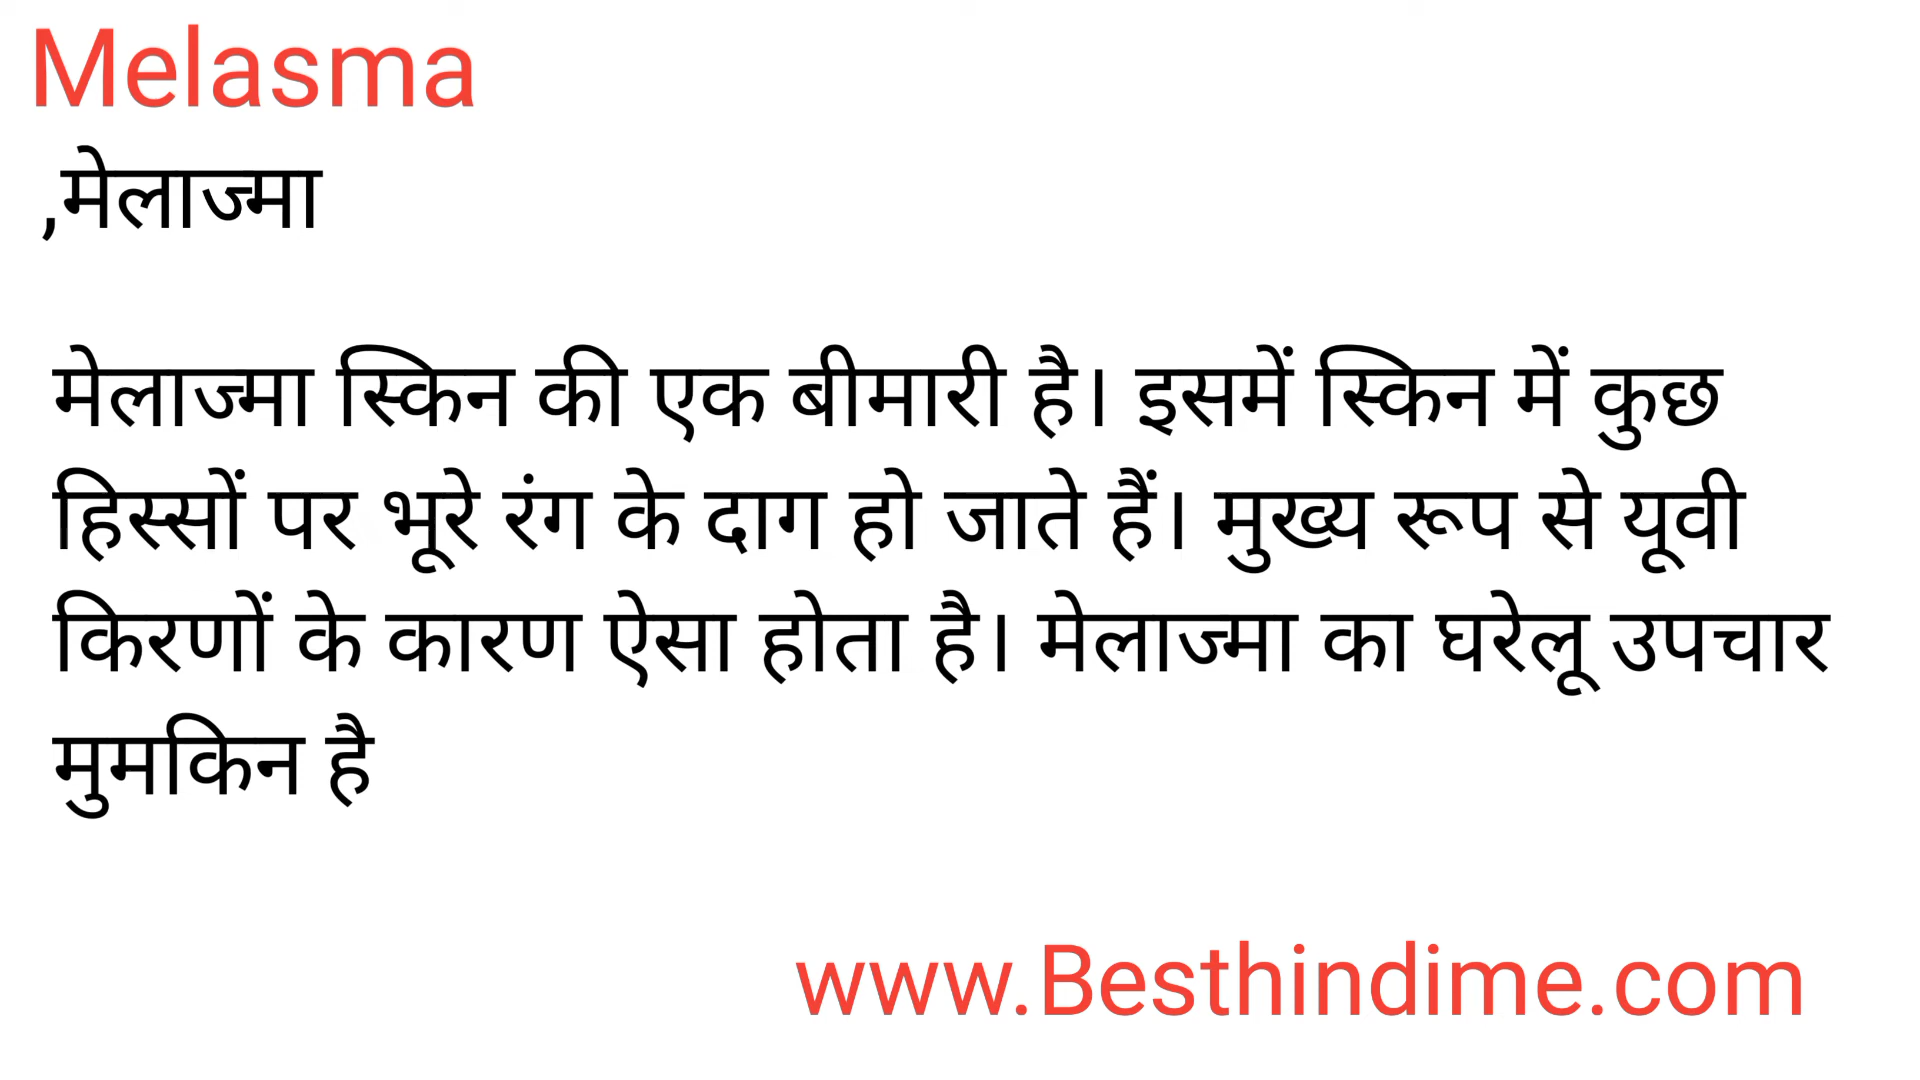 Melasma
,मेलाज्मा
मेलाज्मा स्किन की एक बीमारी है। इसमें स्किन में कुछ
हिस्सों पर भूरे रंग के दाग हो जाते हैं। मुख्य रूप से यूवी
किरणों के कारण ऐसा होता है। मेलाज्मा का घरेलू उपचार
मुमकिन है
www.Besthindime.com